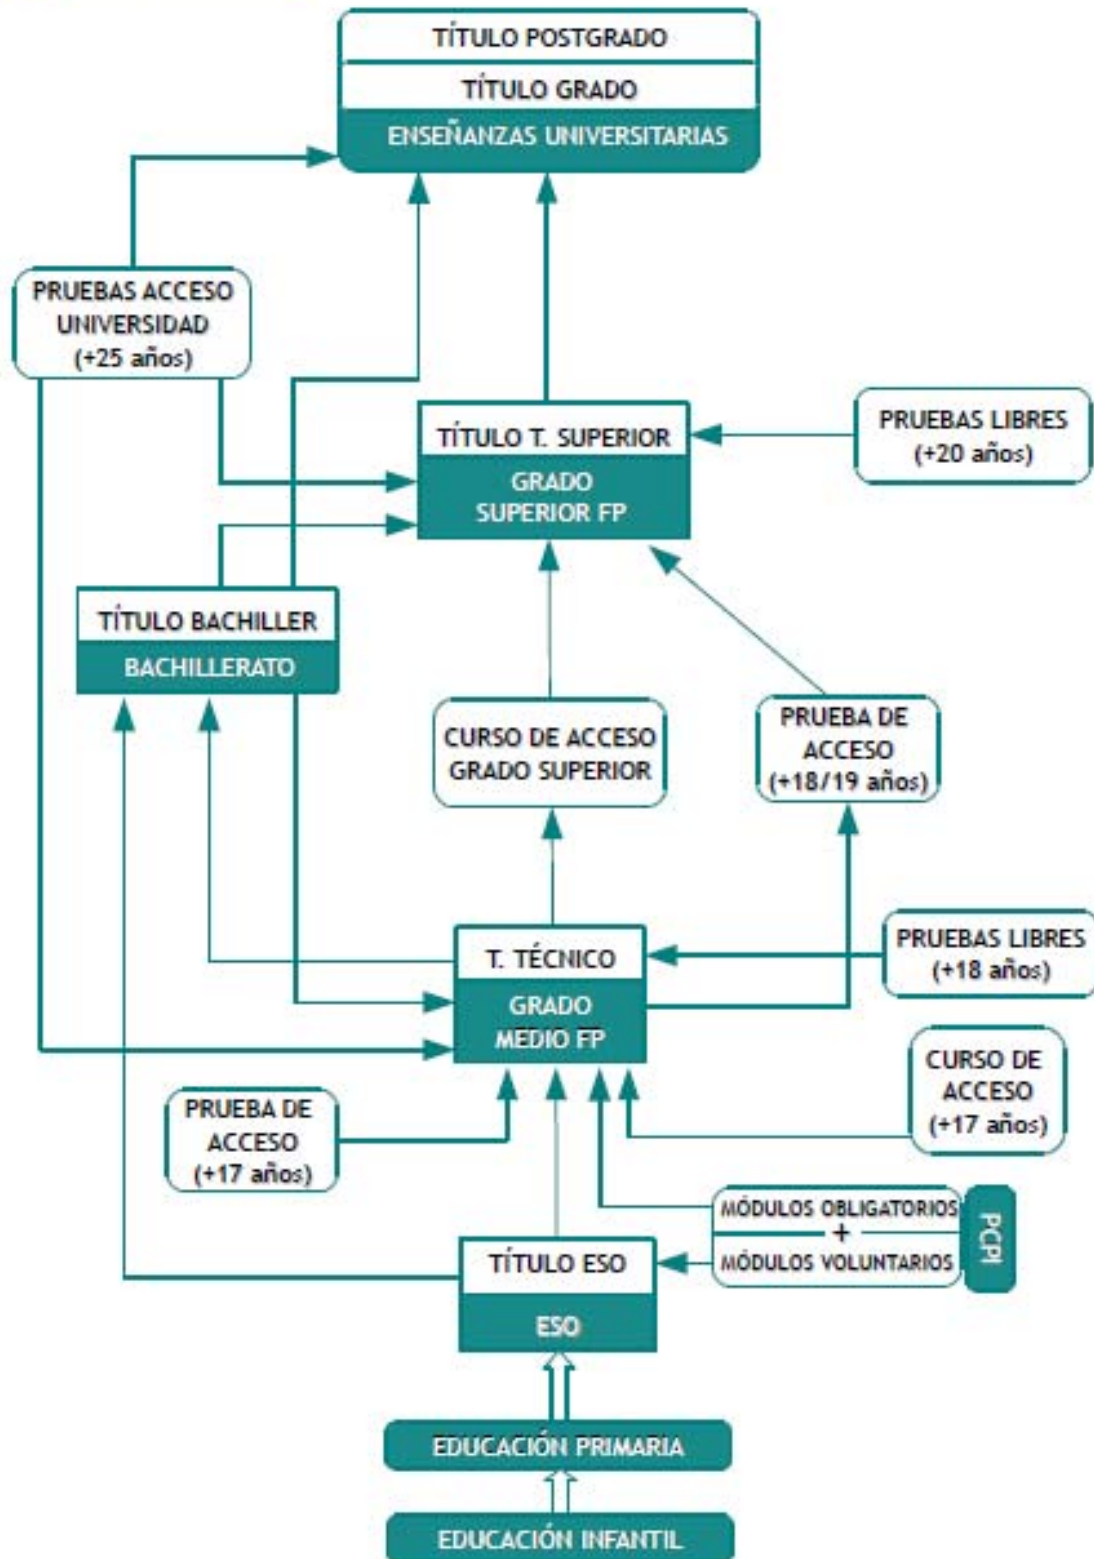 TÍTULO POSTGRADO
TÍTULO GRADO
ENSEÑANZAS UNIVERSITARIAS
PRUEBAS ACCESO
UNIVERSIDAD
(+25 años)
TÍTULO T. SUPERIOR
GRADO
SUPERIOR FP
PRUEBAS LIBRES
(+20 años)
TÍTULO BACHILLER
BACHILLERATO
CURSO DE ACCESO
GRADO SUPERIOR
PRUEBA DE
ACCESO
(+18/19 años)
T. TÉCNICO
GRADO
MEDIO FP
PRUEBAS LIBRES
(+18 años)
CURSO DE
ACCESO
(+17 años)
PRUEBA DE
ACCESO
(+17 años)
MÓDULOS OBLIGATORIOS
+
MÓDULOS VOLUNTARIOS
PCPI
TÍTULO ESO
ESO
EDUCACIÓN PRIMARIA
EDUCACIÓN INFANTIL